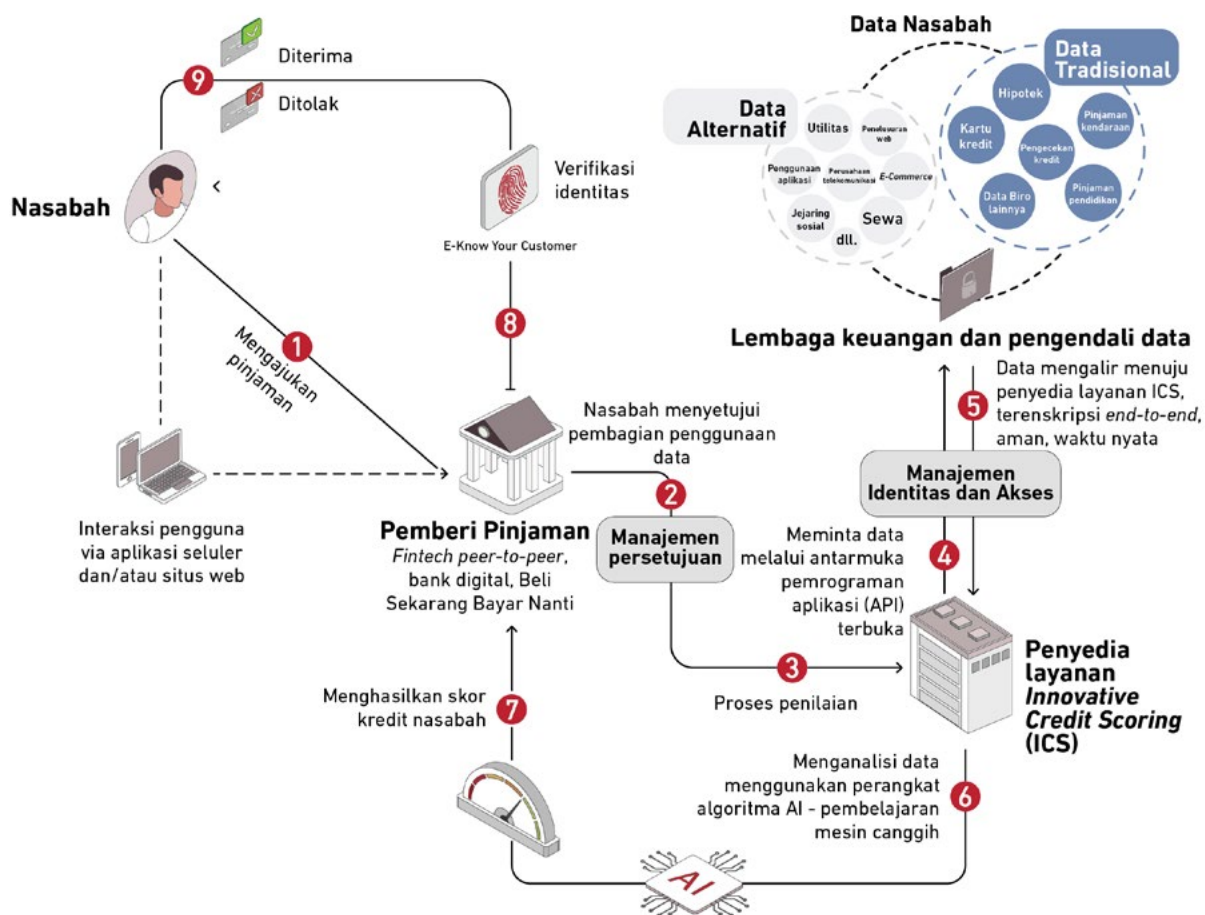 9
Diterima
Ditolak
Nasabah
Verifikasi
identitas
E-Know Your Customer
8
1
Mengajukan
pinjaman
Interaksi pengguna
via aplikasi seluler
dan/atau situs web
Pemberi Pinjaman
Fintech peer-to-peer,
bank digital, Beli
Sekarang Bayar Nanti
Nasabah menyetujui
pembagian penggunaan
data
2
Manajemen
persetujuan
3
Proses penilaian
Data Nasabah
Data
Alternatif
Utilitas
Penelusuran
web
Penggunaan
aplikasi
Perusahaan
telekomunikasi
E-Commerce
Jejaring
sosial
Sewa
dll.
Data
Tradisional
Hipotek
Kartu
kredit
Pinjaman
kendaraan
Pengecekan
kredit
Data Biro
lainnya
Pinjaman
pendidikan
Lembaga keuangan dan pengendali data
5
Data mengalir menuju
penyedia layanan ICS,
terenskripsi end-to-end,
aman, waktu nyata
Manajemen
Identitas dan Akses
4
Meminta data
melalui antarmuka
pemrograman
aplikasi (API)
terbuka
Penyedia
layanan
Innovative
Credit Scoring
(ICS)
6
Menganalisi data
menggunakan perangkat
algoritma AI - pembelajaran
mesin canggih
AI
7
Menghasilkan skor
kredit nasabah